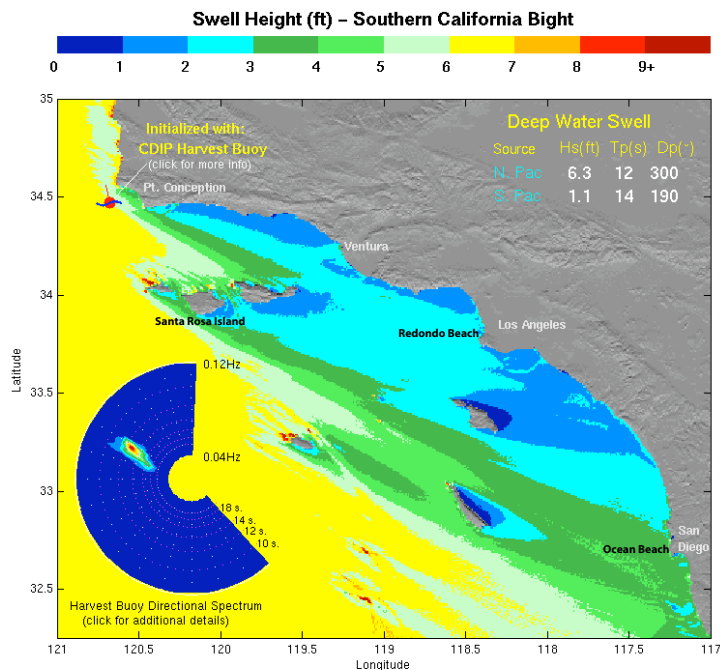 Swell Height (ft) – Southern California Bight
0 1 2 3 4 5 6 7 8 9+
35
34.5
34
33.5
33
32.5
Latitude
121 120.5 120 119.5 119 118.5 118 117.5 117
Longitude
Initialized with:
CDIP Harvest Buoy
(click for more info)
Pt. Conception
Deep Water Swell
Source Hs(ft) Tp(s) Dp(°)
N. Pac 6.3 12 300
S. Pac 1.1 14 190
Ventura
Santa Rosa Island
Redondo Beach
Los Angeles
Ocean Beach
San
Diego
0.12Hz
0.04Hz
18 s.
14 s.
12 s.
10 s.
Harvest Buoy Directional Spectrum
(click for additional details)